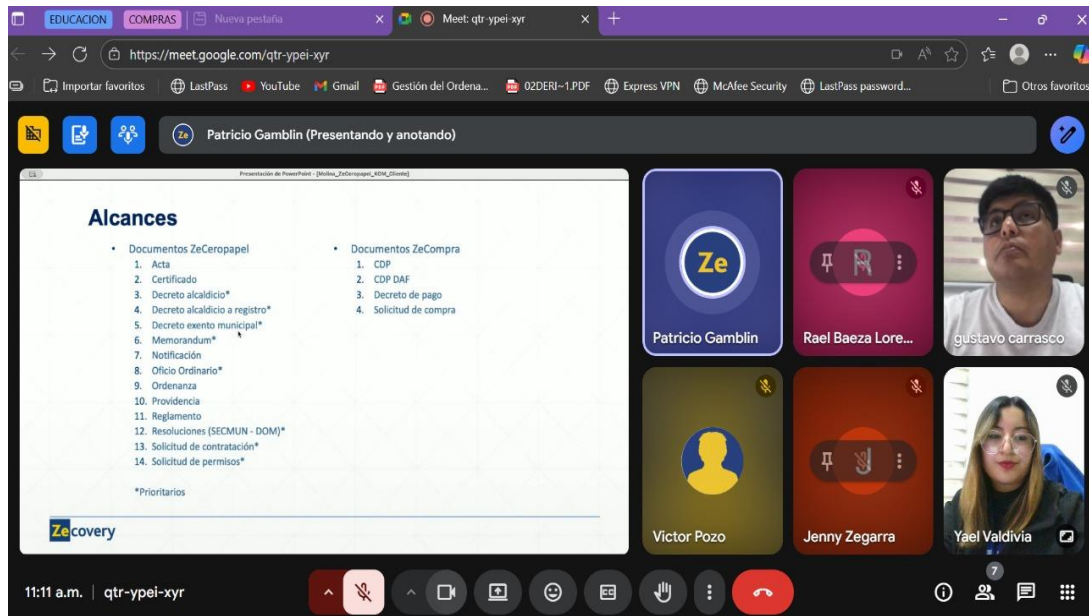 EDUCACION
COMPRAS
Nueva pestaña
Meet: qtr-ypei-xyr
https://meet.google.com/qtr-ypei-xyr
Importar favoritos
LastPass
YouTube
Gmail
Gestión del Ordena...
02DERI~1.PDF
Express VPN
McAfee Security
LastPass password...
Otros favoritos
Ze
Patricio Gamblin (Presentando y anotando)
Presentación de PowerPoint - [Molina_ZeCeropapel_KOM_Cliente]
Alcances
• Documentos ZeCeropapel
1. Acta
2. Certificado
3. Decreto alcaldicio*
4. Decreto alcaldicio a registro*
5. Decreto exento municipal*
6. Memorandum*
7. Notificación
8. Oficio Ordinario*
9. Ordenanza
10. Providencia
11. Reglamento
12. Resoluciones (SECMUN - DOM)*
13. Solicitud de contratación*
14. Solicitud de permisos*
*Prioritarios
• Documentos ZeCompra
1. CDP
2. CDP DAF
3. Decreto de pago
4. Solicitud de compra
Zecovery
Ze
Patricio Gamblin
R
Rael Baeza Lore...
gustavo carrasco
Victor Pozo
J
Jenny Zegarra
Yael Valdivia
11:11 a.m. | qtr-ypei-xyr
7